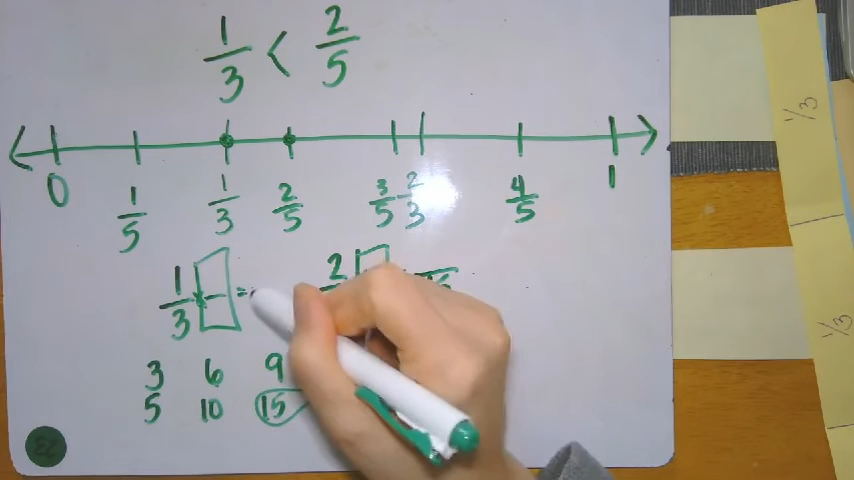 1/3 < 2/5
0 1/5 1/3 2/5 3/5 2/3 4/5 1
1/3 × = 2
3 6 9
5 10 15
1/3
1/3